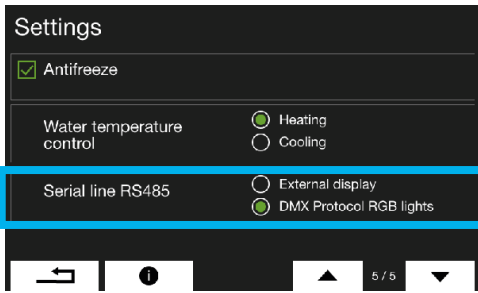 Settings
Antifreeze
Water temperature control
Heating
Cooling
Serial line RS485
External display
DMX Protocol RGB lights
5/5